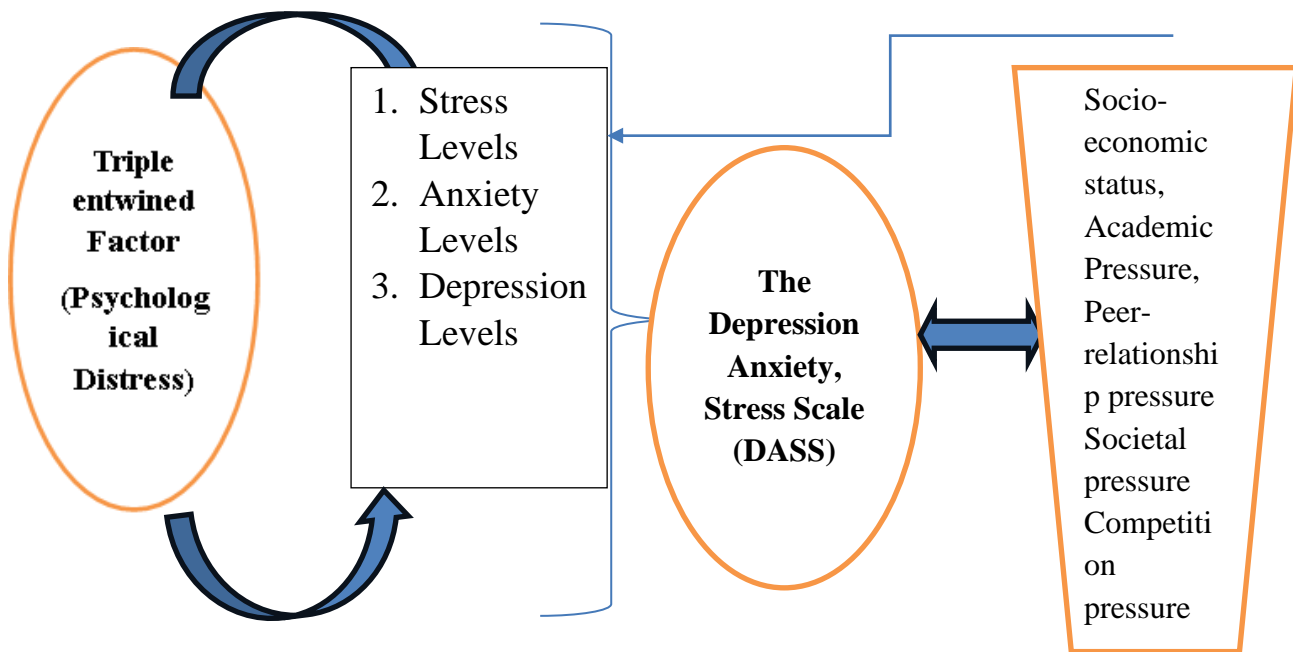 Triple
entwined
Factor
(Psycholog
ical
Distress)
1. Stress
Levels
2. Anxiety
Levels
3. Depression
Levels
The
Depression
Anxiety,
Stress Scale
(DASS)
Socio-
economic
status,
Academic
Pressure,
Peer-
relationshi
p pressure
Societal
pressure
Competiti
on
pressure